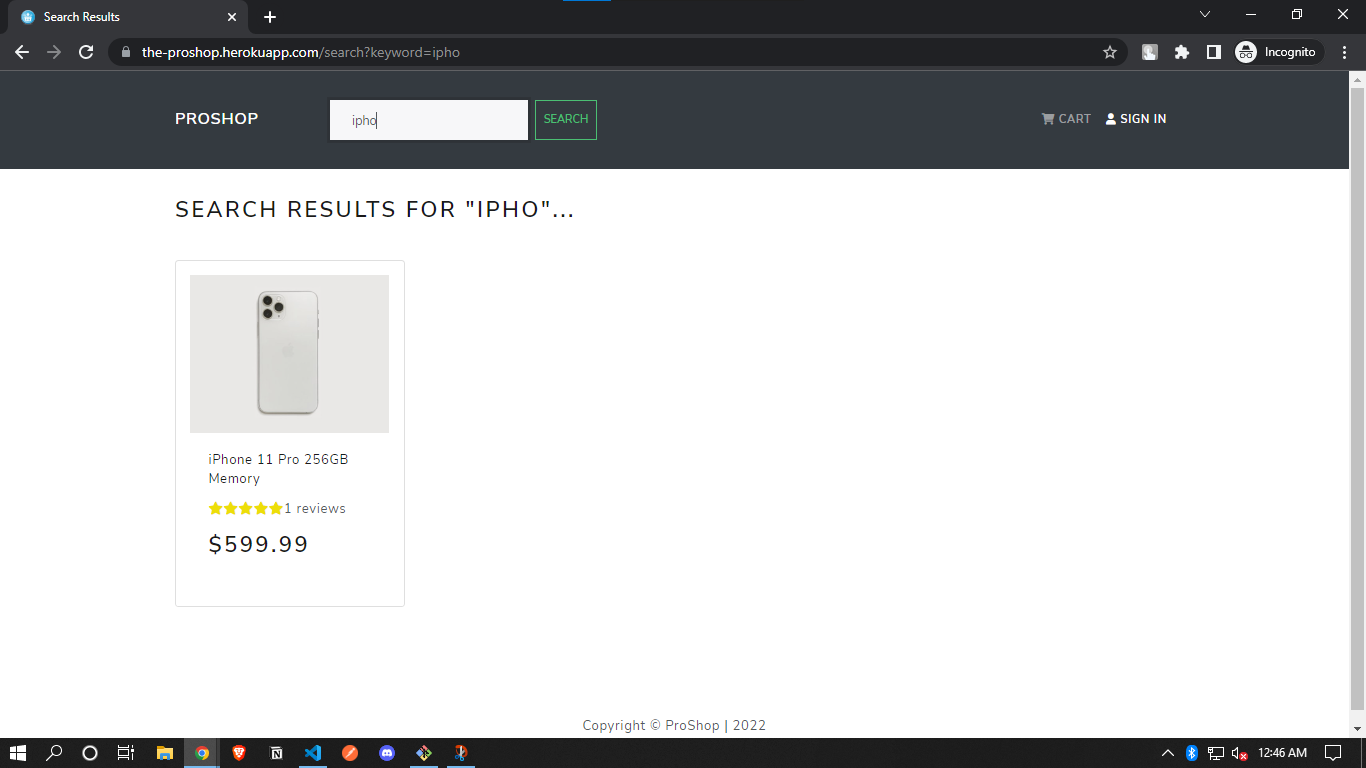 Search Results
the-proshop.herokuapp.com/search?keyword=ipho
Incognito
PROSHOP
ipho
SEARCH
CART
SIGN IN
SEARCH RESULTS FOR "IPHO"...
iPhone 11 Pro 256GB
Memory
1 reviews
$599.99
Copyright © ProShop | 2022
12:46 AM